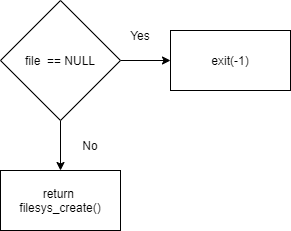 Yes
file == NULL
exit(-1)
No
return
filesys_create()